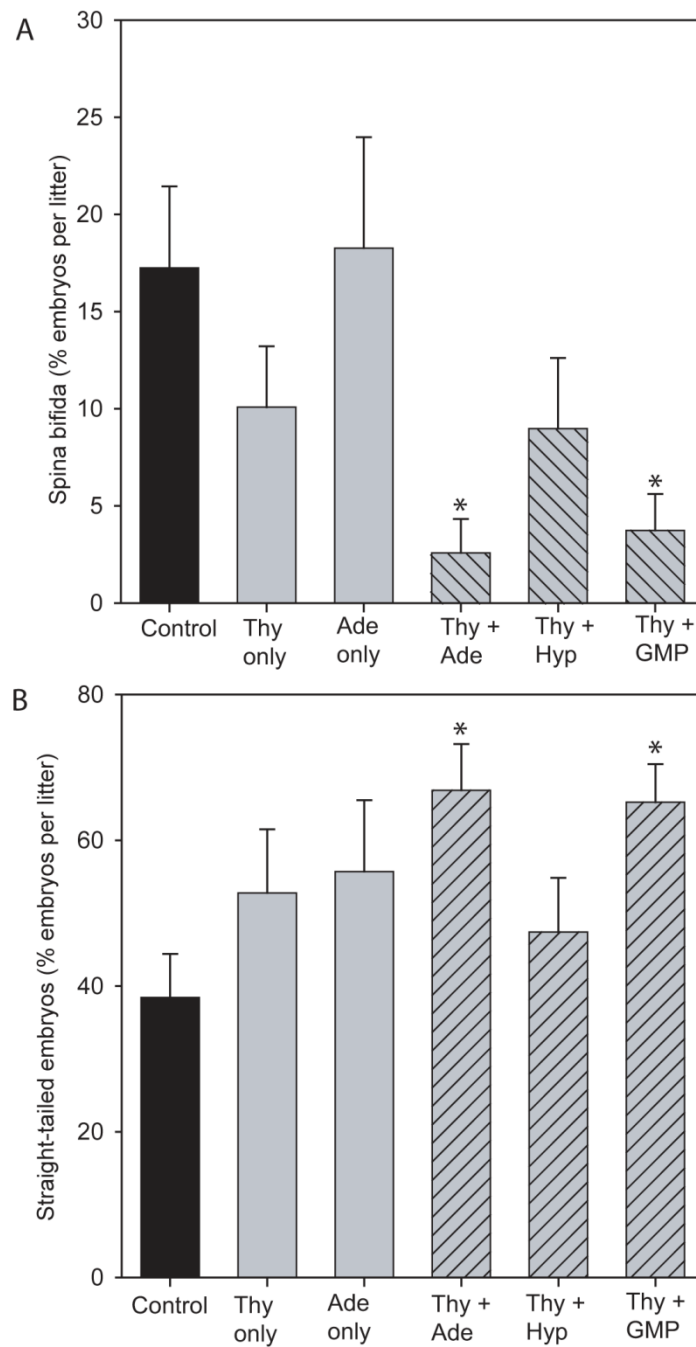 A
Spina bifida (% embryos per litter)
30
25
20
15
10
5
0
*
*
Control
Thy only
Ade only
Thy + Ade
Thy + Hyp
Thy + GMP
B
Straight-tailed embryos (% embryos per litter)
80
60
40
20
0
*
*
Control
Thy only
Ade only
Thy + Ade
Thy + Hyp
Thy + GMP